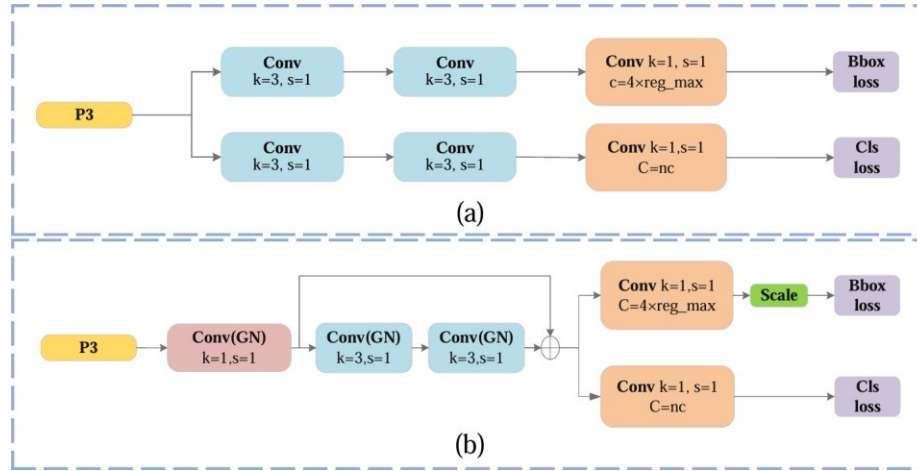 P3
Conv
k=3, s=1
Conv
k=3, s=1
Conv k=1, s=1
c=4×reg_max
Bbox
loss
Conv
k=3, s=1
Conv
k=3, s=1
Conv k=1,s=1
C=nc
Cls
loss
(a)
P3
Conv(GN)
k=1,s=1
Conv(GN)
k=3,s=1
Conv(GN)
k=3,s=1
Conv k=1,s=1
C=4×reg_max
Scale
Bbox
loss
Conv k=1, s=1
C=nc
Cls
loss
(b)